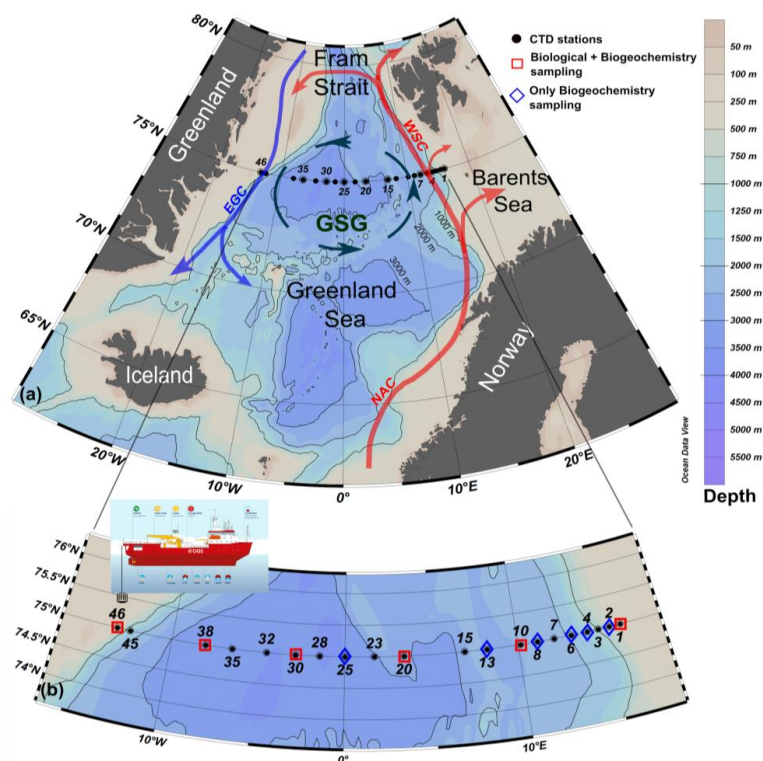 80°N
75°N
70°N
65°N
20°W
10°W
0°
10°E
20°E
Greenland
Fram
Strait
WSC
Barents
Sea
46
35
30
25
20
15
7
1
EGC
GSG
1000 m
2000 m
3000 m
Greenland
Sea
Iceland
Norway
NAC
(a)
CTD stations
Biological + Biogeochemistry
sampling
Only Biogeochemistry
sampling
50 m
100 m
250 m
500 m
750 m
1000 m
1250 m
1500 m
2000 m
2500 m
3000 m
3500 m
4000 m
4500 m
5000 m
5500 m
Ocean Data View
Depth
76°N
75.5°N
75°N
74.5°N
74°N
46
45
38
35
32
30
28
25
23
20
15
13
10
8
7
6
4
3
2
1
(b)
10°W
0°
10°E